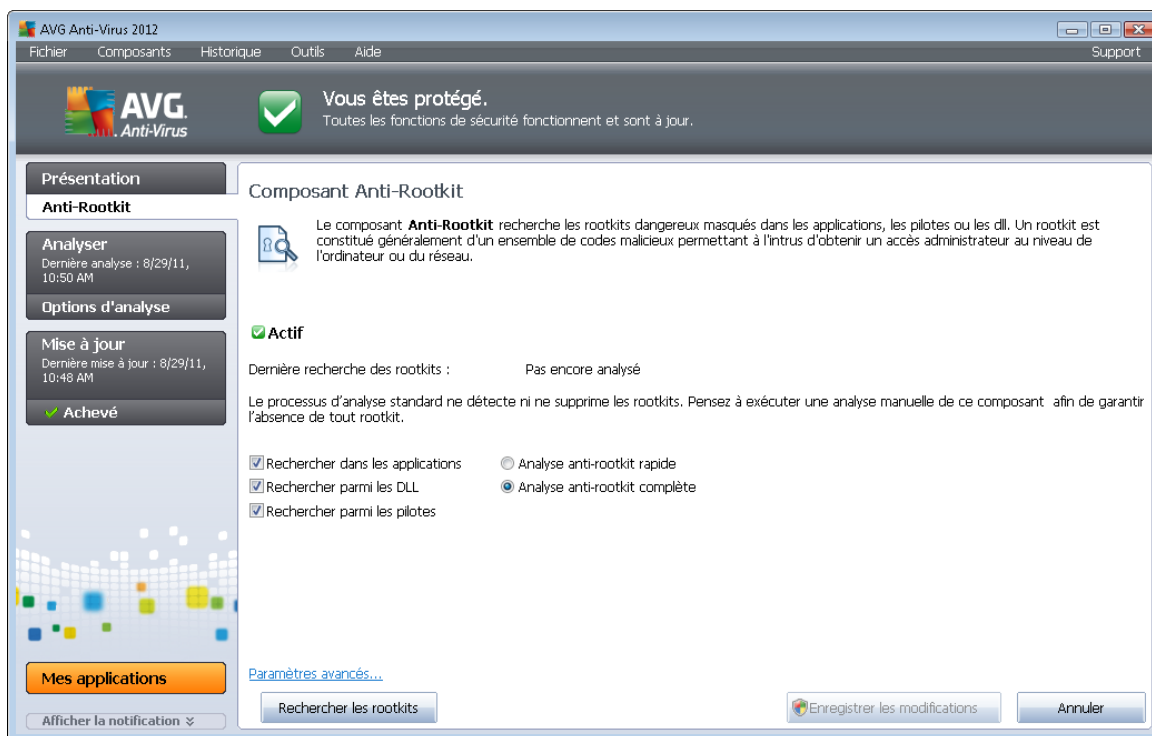 AVG Anti-Virus 2012
Fichier Composants Historique Outils Aide Support
AVG.
Anti-Virus
Vous êtes protégé.
Toutes les fonctions de sécurité fonctionnent et sont à jour.
Présentation
Anti-Rootkit
Analyser
Dernière analyse : 8/29/11,
10:50 AM
Options d'analyse
Mise à jour
Dernière mise à jour : 8/29/11,
10:48 AM
Achevé
Mes applications
Afficher la notification
Composant Anti-Rootkit
Le composant Anti-Rootkit recherche les rootkits dangereux masqués dans les applications, les pilotes ou les dll. Un rootkit est
constitué généralement d'un ensemble de codes malicieux permettant à l'intrus d'obtenir un accès administrateur au niveau de
l'ordinateur ou du réseau.
Actif
Dernière recherche des rootkits : Pas encore analysé
Le processus d'analyse standard ne détecte ni ne supprime les rootkits. Pensez à exécuter une analyse manuelle de ce composant afin de garantir
l'absence de tout rootkit.
Rechercher dans les applications Analyse anti-rootkit rapide
Rechercher parmi les DLL Analyse anti-rootkit complète
Rechercher parmi les pilotes
Paramètres avancés...
Rechercher les rootkits Enregistrer les modifications Annuler